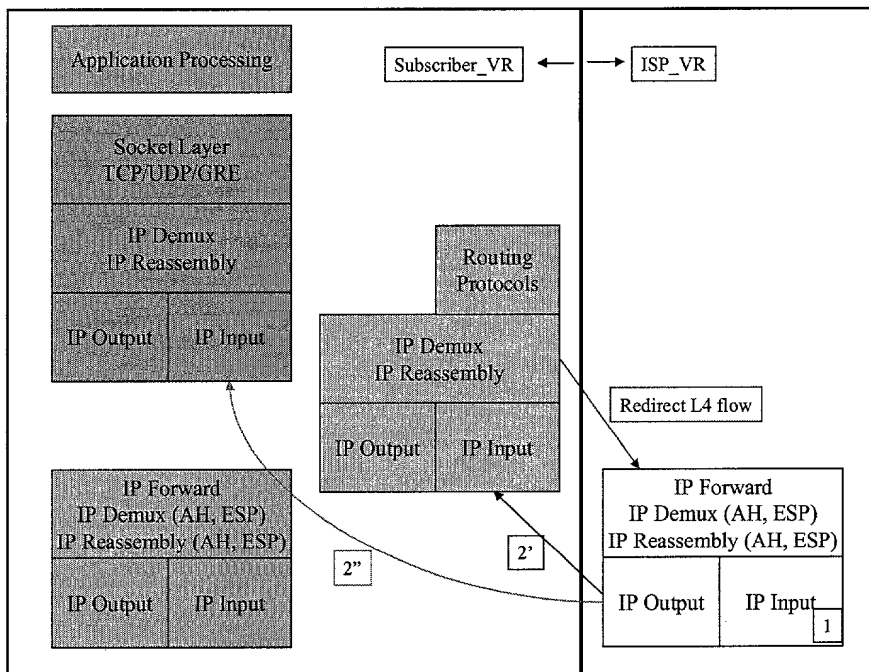 Application Processing
Subscriber_VR
ISP_VR
Socket Layer
TCP/UDP/GRE
IP Demux
IP Reassembly
IP Output
IP Input
Routing
Protocols
IP Demux
IP Reassembly
IP Output
IP Input
Redirect L4 flow
IP Forward
IP Demux (AH, ESP)
IP Reassembly (AH, ESP)
IP Output
IP Input
2”
2’
IP Forward
IP Demux (AH, ESP)
IP Reassembly (AH, ESP)
IP Output
IP Input
1